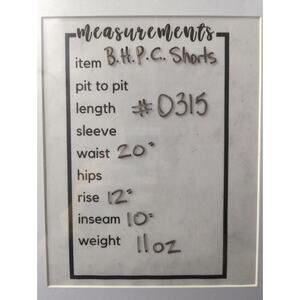 measurements
item B.H.P.C. Shorts
pit to pit
length #0315
sleeve
waist 20"
hips
rise 12"
inseam 10"
weight 11oz